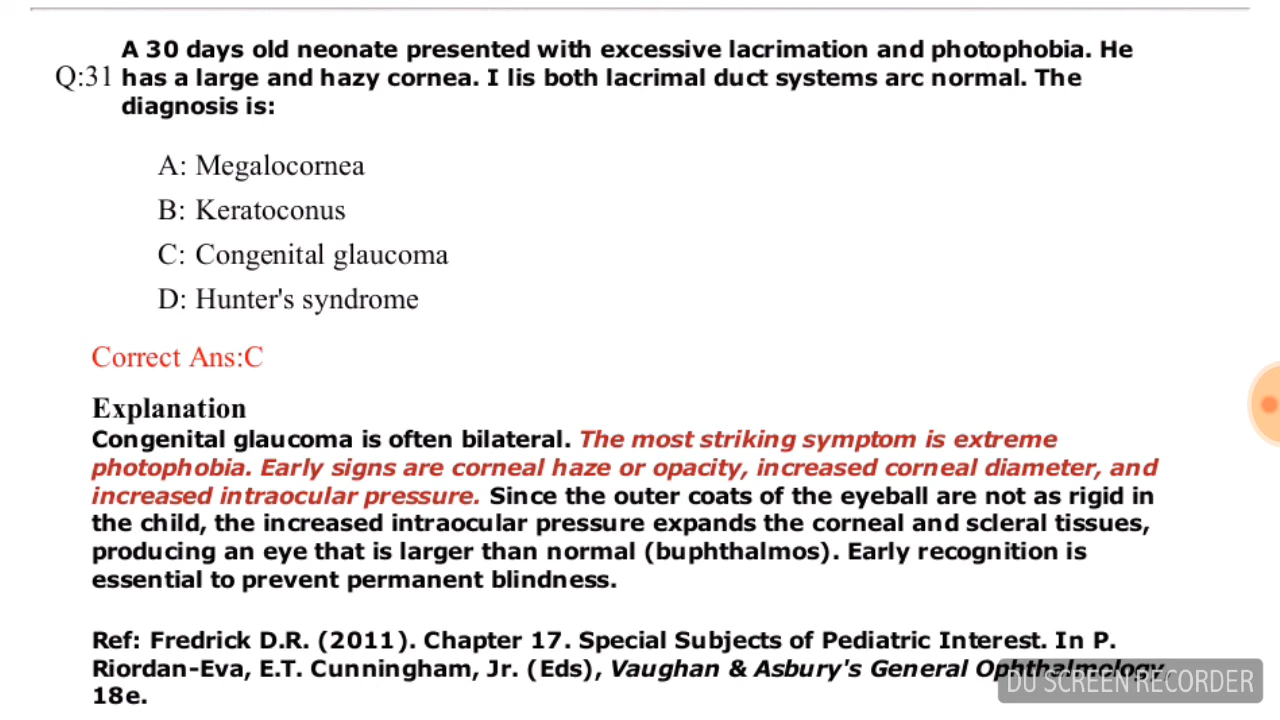 A 30 days old neonate presented with excessive lacrimation and photophobia. He
Q:31 has a large and hazy cornea. I lis both lacrimal duct systems arc normal. The
diagnosis is:
A: Megalocornea
B: Keratoconus
C: Congenital glaucoma
D: Hunter's syndrome
Correct Ans:C
Explanation
Congenital glaucoma is often bilateral. The most striking symptom is extreme
photophobia. Early signs are corneal haze or opacity, increased corneal diameter, and
increased intraocular pressure. Since the outer coats of the eyeball are not as rigid in
the child, the increased intraocular pressure expands the corneal and scleral tissues,
producing an eye that is larger than normal (buphthalmos). Early recognition is
essential to prevent permanent blindness.
Ref: Fredrick D.R. (2011). Chapter 17. Special Subjects of Pediatric Interest. In P.
Riordan-Eva, E.T. Cunningham, Jr. (Eds), Vaughan & Asbury's General Ophthalmology,
18e.
DU SCREEN RECORDER